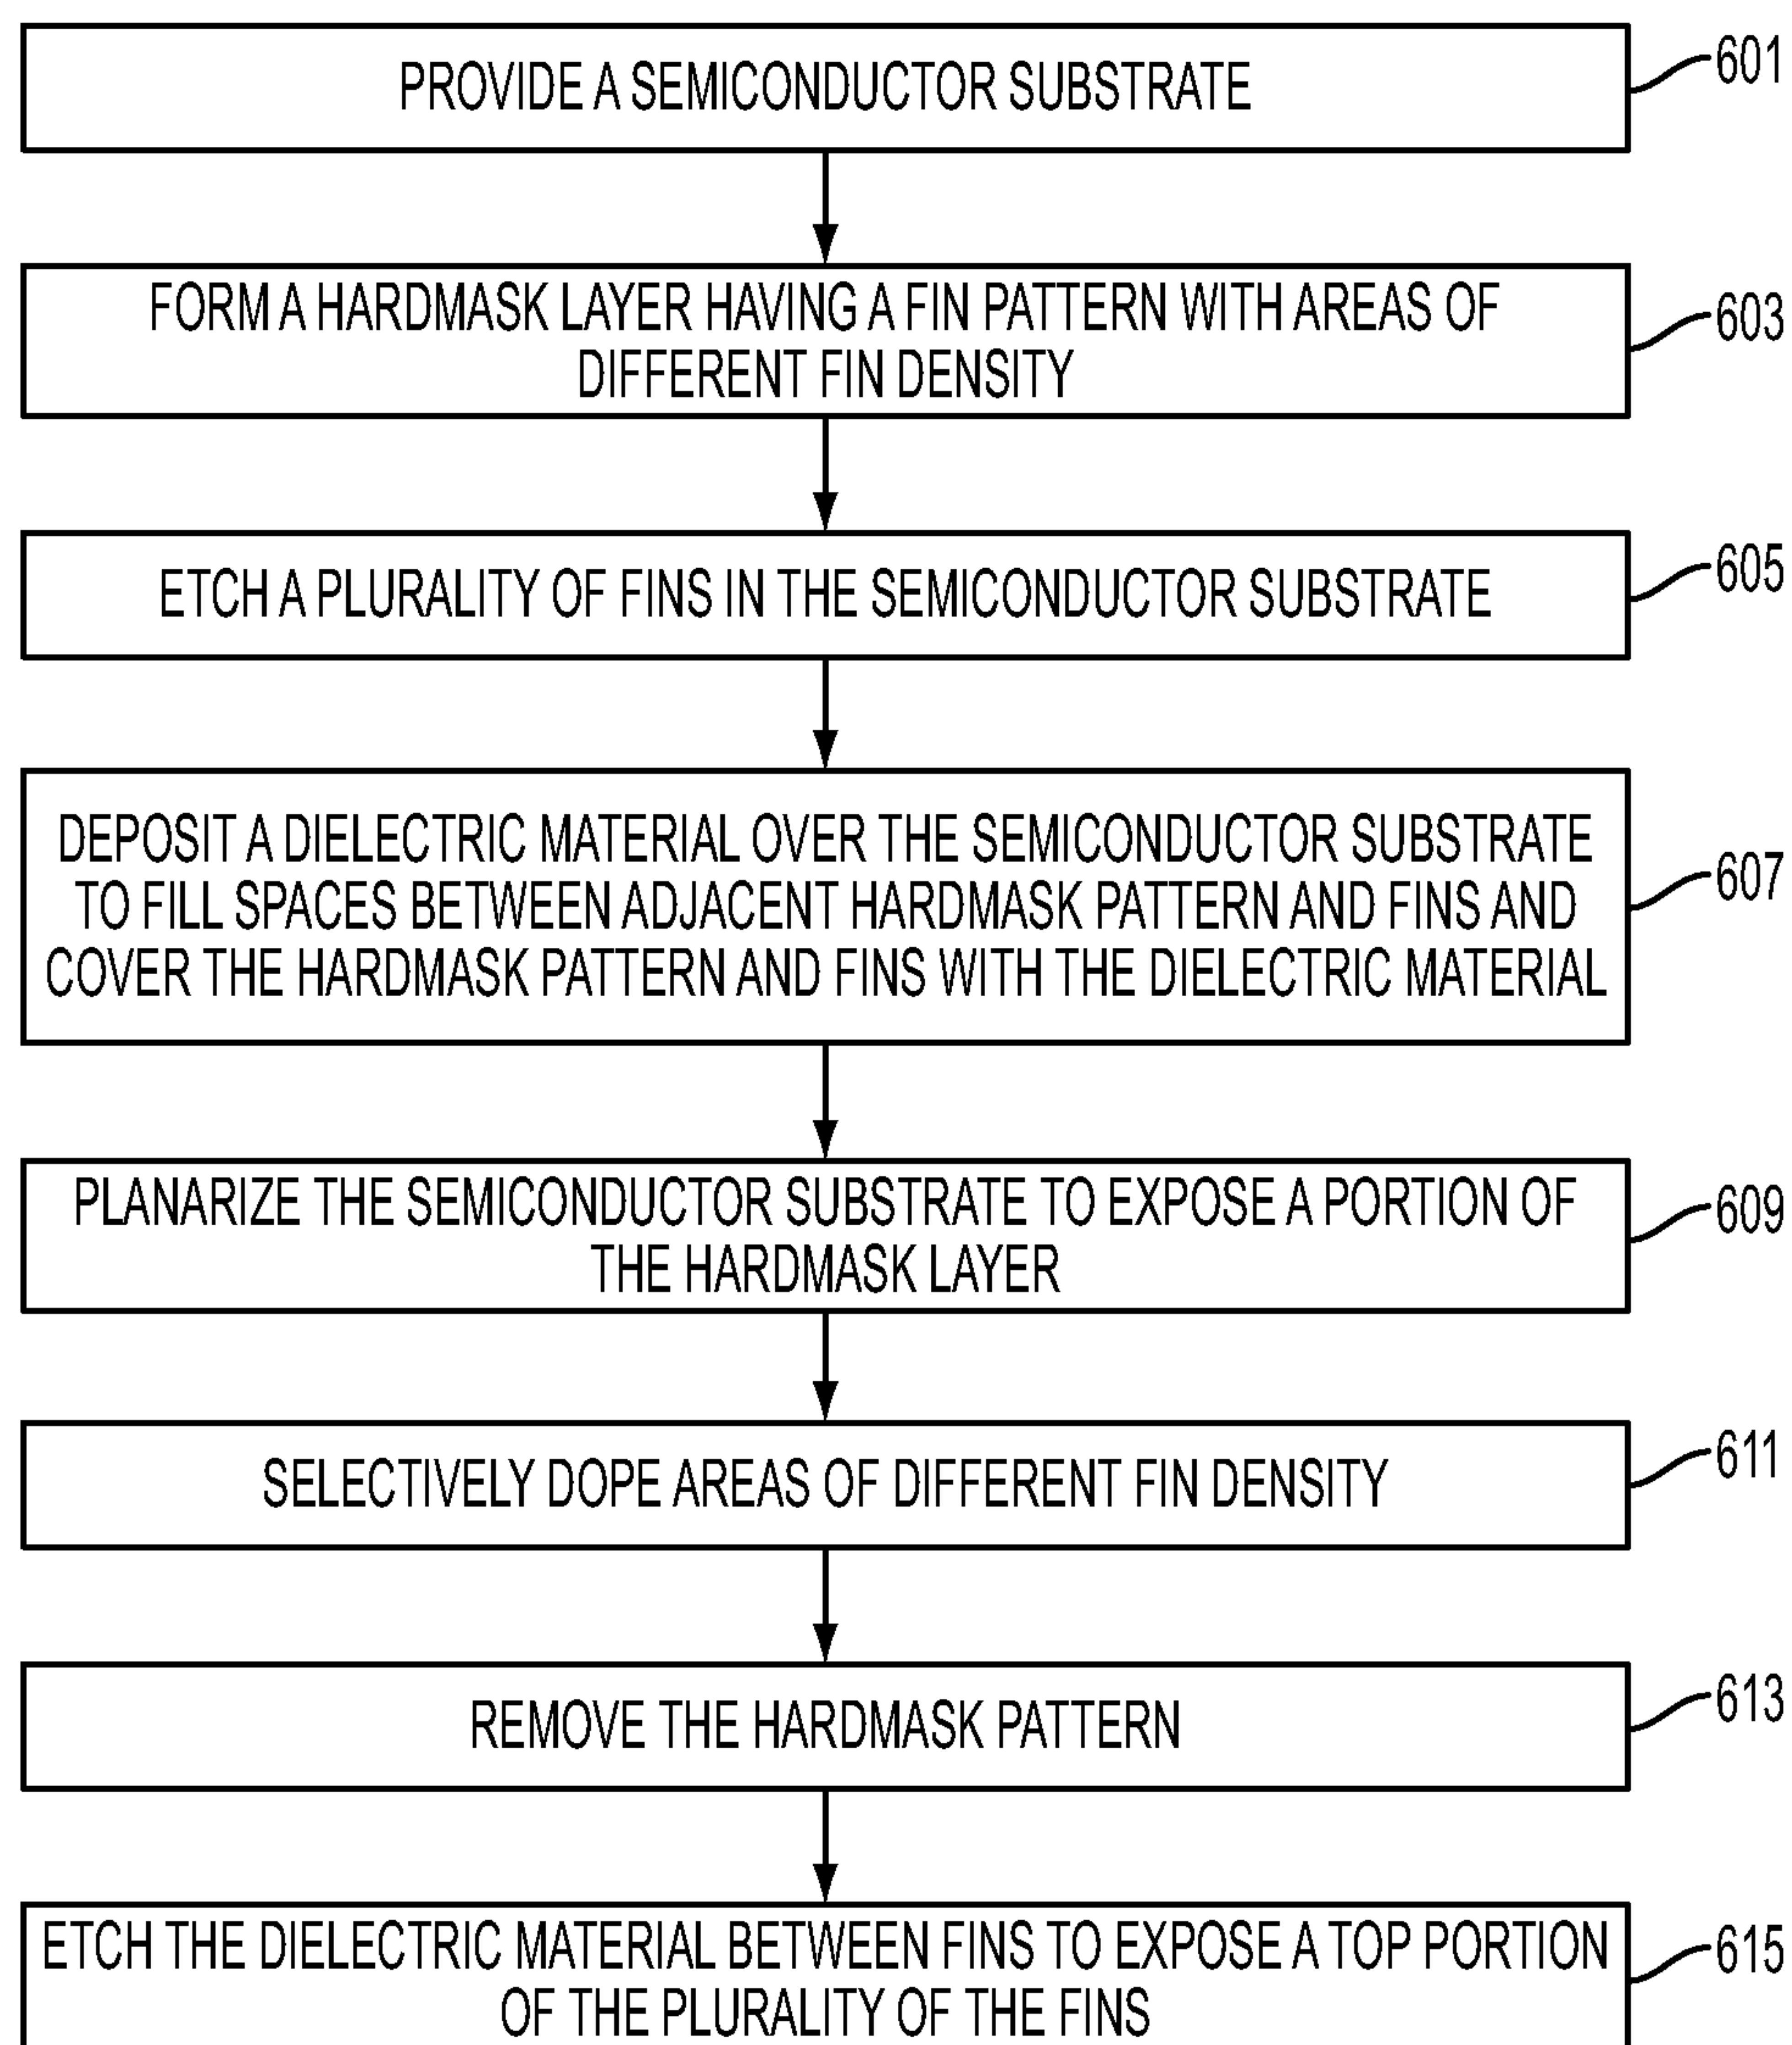 PROVIDE A SEMICONDUCTOR SUBSTRATE
601
FORM A HARDMASK LAYER HAVING A FIN PATTERN WITH AREAS OF
DIFFERENT FIN DENSITY
603
ETCH A PLURALITY OF FINS IN THE SEMICONDUCTOR SUBSTRATE
605
DEPOSIT A DIELECTRIC MATERIAL OVER THE SEMICONDUCTOR SUBSTRATE
TO FILL SPACES BETWEEN ADJACENT HARDMASK PATTERN AND FINS AND
COVER THE HARDMASK PATTERN AND FINS WITH THE DIELECTRIC MATERIAL
607
PLANARIZE THE SEMICONDUCTOR SUBSTRATE TO EXPOSE A PORTION OF
THE HARDMASK LAYER
609
SELECTIVELY DOPE AREAS OF DIFFERENT FIN DENSITY
611
REMOVE THE HARDMASK PATTERN
613
ETCH THE DIELECTRIC MATERIAL BETWEEN FINS TO EXPOSE A TOP PORTION
OF THE PLURALITY OF THE FINS
615